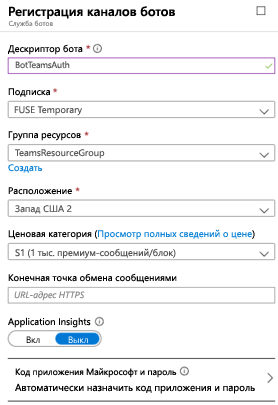 Регистрация каналов ботов
Служба ботов
Дескриптор бота *
BotTeamsAuth
Подписка *
FUSE Temporary
Группа ресурсов *
TeamsResourceGroup
Создать
Расположение *
Запад США 2
Ценовая категория (Просмотр полных сведений о цене)
S1 (1 тыс. премиум-сообщений/блок)
Конечная точка обмена сообщениями
URL-адрес HTTPS
Application Insights
Вкл Выкл
Код приложения Майкрософт и пароль
Автоматически назначить код приложения и пароль